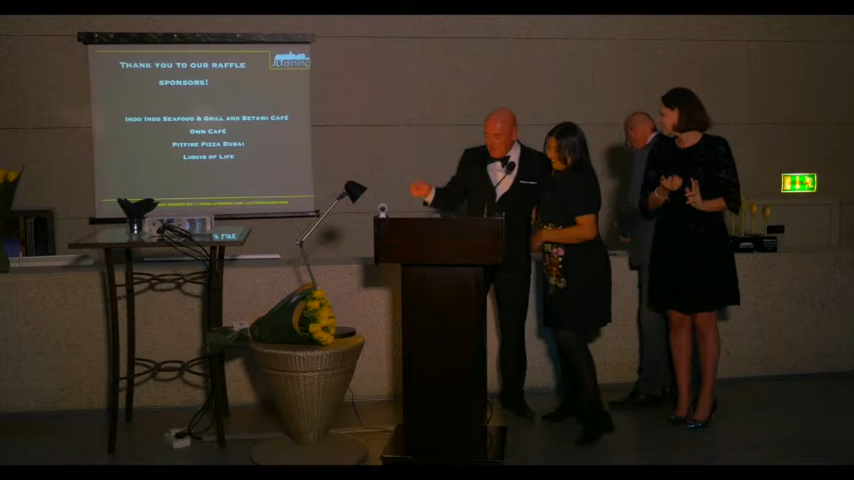 THANK YOU TO OUR RAFFLE
SPONSORS!
JLTdining
INDO INDO SEAFOOD & GRILL AND BETAWI CAFÉ
OWN CAFÉ
PITFIRE PIZZA DUBAI
LIQUID OF LIFE